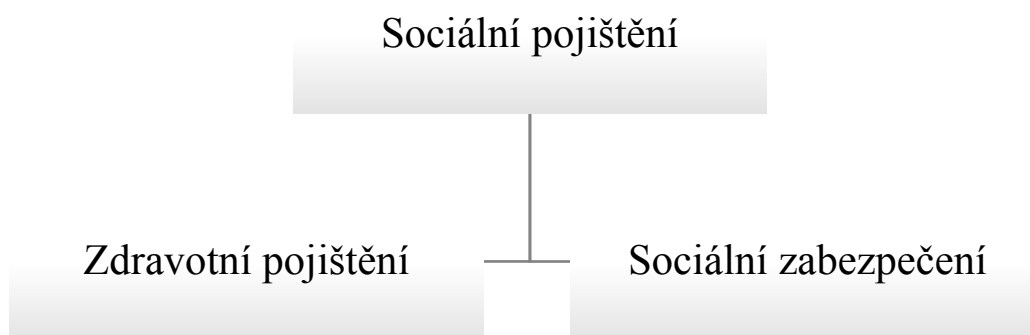 Sociální pojištění
Zdravotní pojištění
Sociální zabezpečení